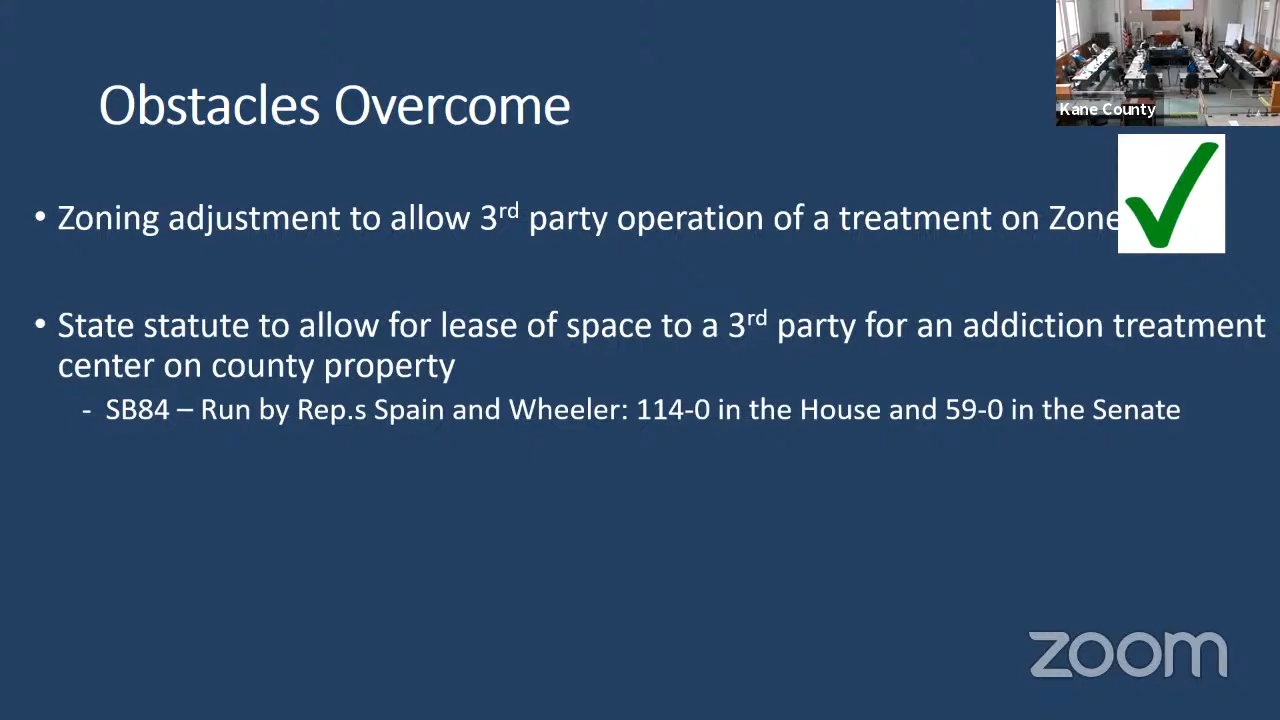 Obstacles Overcome
Kane County
• Zoning adjustment to allow 3rd party operation of a treatment on Zone
• State statute to allow for lease of space to a 3rd party for an addiction treatment
center on county property
- SB84 – Run by Rep.s Spain and Wheeler: 114-0 in the House and 59-0 in the Senate
zoom